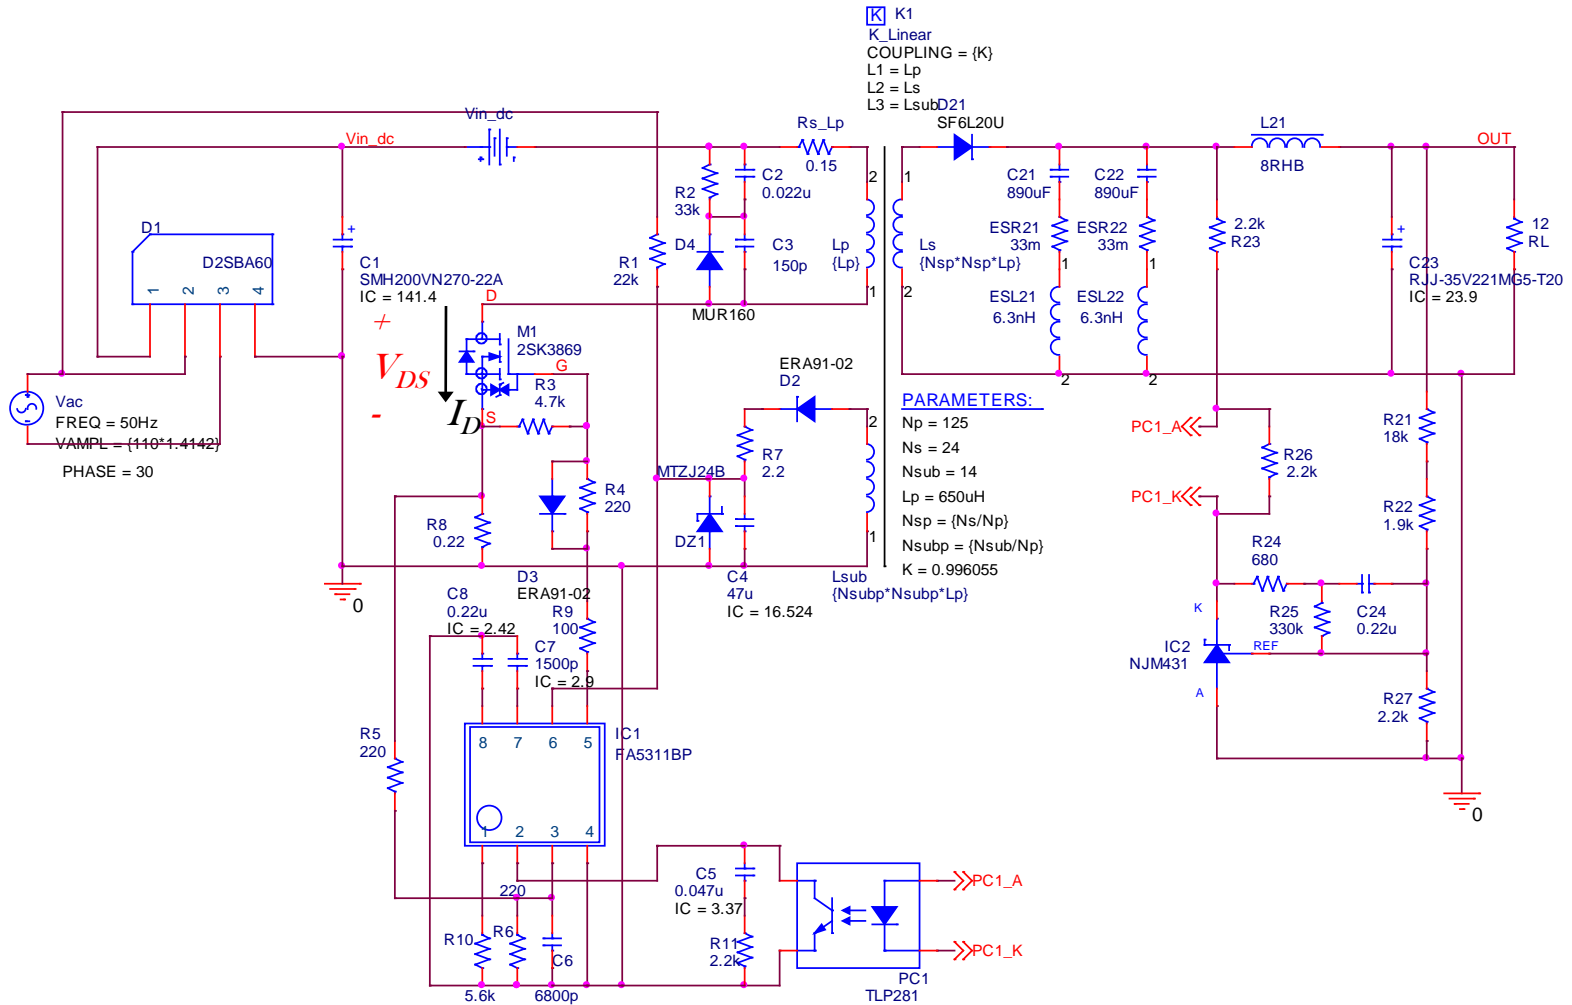 K K1
K_Linear
COUPLING = {K}
L1 = Lp
L2 = Ls
L3 = Lsub
D21
SF6L20U
Vin_dc
Vin_dc
Rs_Lp
0.15
L21
8RHB
OUT
R2
33k
C2
0.022u
2
1
C21
890uF
C22
890uF
D1
D2SBA60
1 2 3 4
+
C1
SMH200VN270-22A
IC = 141.4
R1
22k
D4
C3
150p
MUR160
Lp
{Lp}
1
Ls
{Nsp*Nsp*Lp}
2
ESR21
33m
1
ESR22
33m
1
2.2k
R23
ESL21
6.3nH
2
ESL22
6.3nH
2
+
C23
RJJ-35V221MG5-T20
IC = 23.9
12
RL
D
+
VDS
-
ID
M1
2SK3869
G
S
R3
4.7k
Vac
FREQ = 50Hz
VAMPL = {110*1.4142}
PHASE = 30
ERA91-02
D2
2
R7
2.2
MTZJ24B
DZ1
1
PARAMETERS:
Np = 125
Ns = 24
Nsub = 14
Lp = 650uH
Nsp = {Ns/Np}
Nsubp = {Nsub/Np}
K = 0.996055
PC1_A
PC1_K
R26
2.2k
R21
18k
R22
1.9k
R4
220
R8
0.22
0
D3
ERA91-02
C4
47u
IC = 16.524
Lsub
{Nsubp*Nsubp*Lp}
R24
680
R25
330k
C24
0.22u
K
IC2
NJM431
REF
A
R27
2.2k
0
C8
0.22u
IC = 2.42
R9
100
C7
1500p
IC = 2.9
R5
220
8 7 6 5
IC1
FA5311BP
1 2 3 4
220
R10
5.6k
R6
C6
6800p
C5
0.047u
IC = 3.37
R11
2.2k
PC1_A
PC1_K
PC1
TLP281